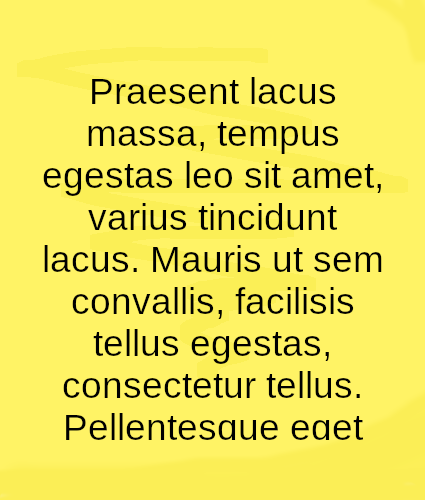 Praesent lacus
massa, tempus
egestas leo sit amet,
varius tincidunt
lacus. Mauris ut sem
convallis, facilisis
tellus egestas,
consectetur tellus.
Pellentesque eget